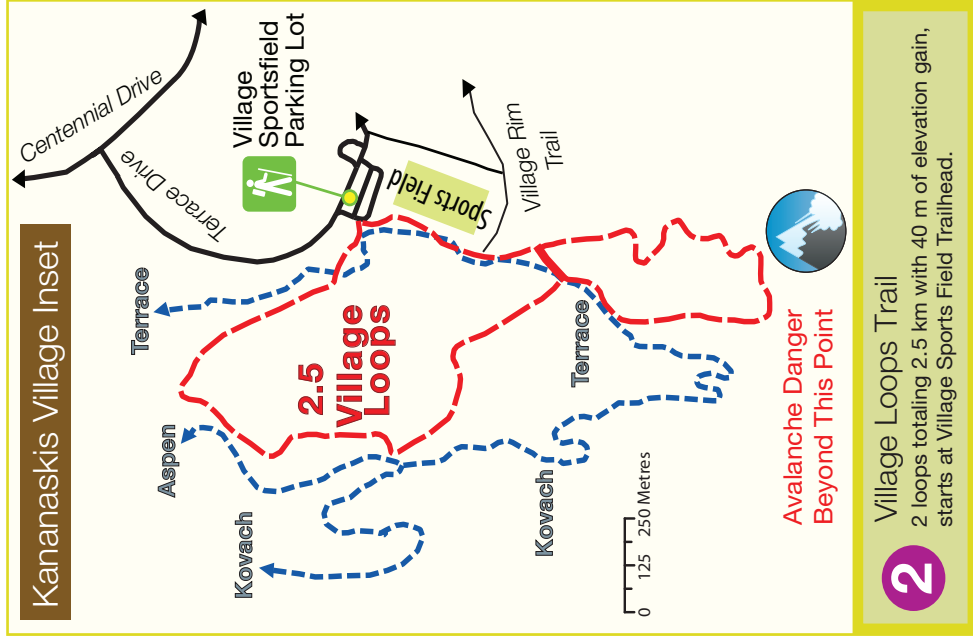 Kananaskis Village Inset
Centennial Drive
Terrace Drive
Village
Sportsfield
Parking Lot
Sports Field
Village Rim
Trail
Terrace
Aspen
Kovach
2.5
Village
Loops
Terrace
Kovach
0 125 250 Metres
Avalanche Danger
Beyond This Point
2
Village Loops Trail
2 loops totaling 2.5 km with 40 m of elevation gain,
starts at Village Sports Field Trailhead.